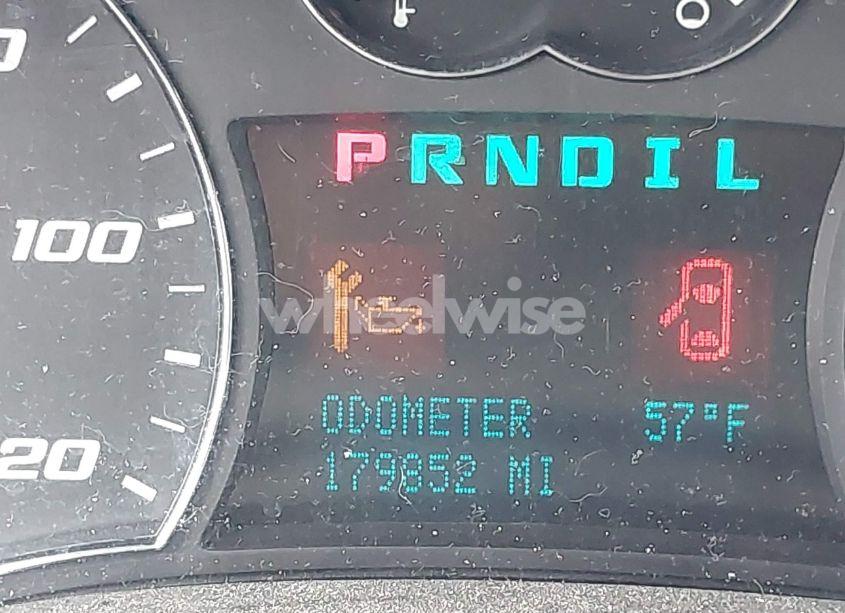 PRNDIL
100
wheelwise
ODOMETER 57°F
179852 MI
20